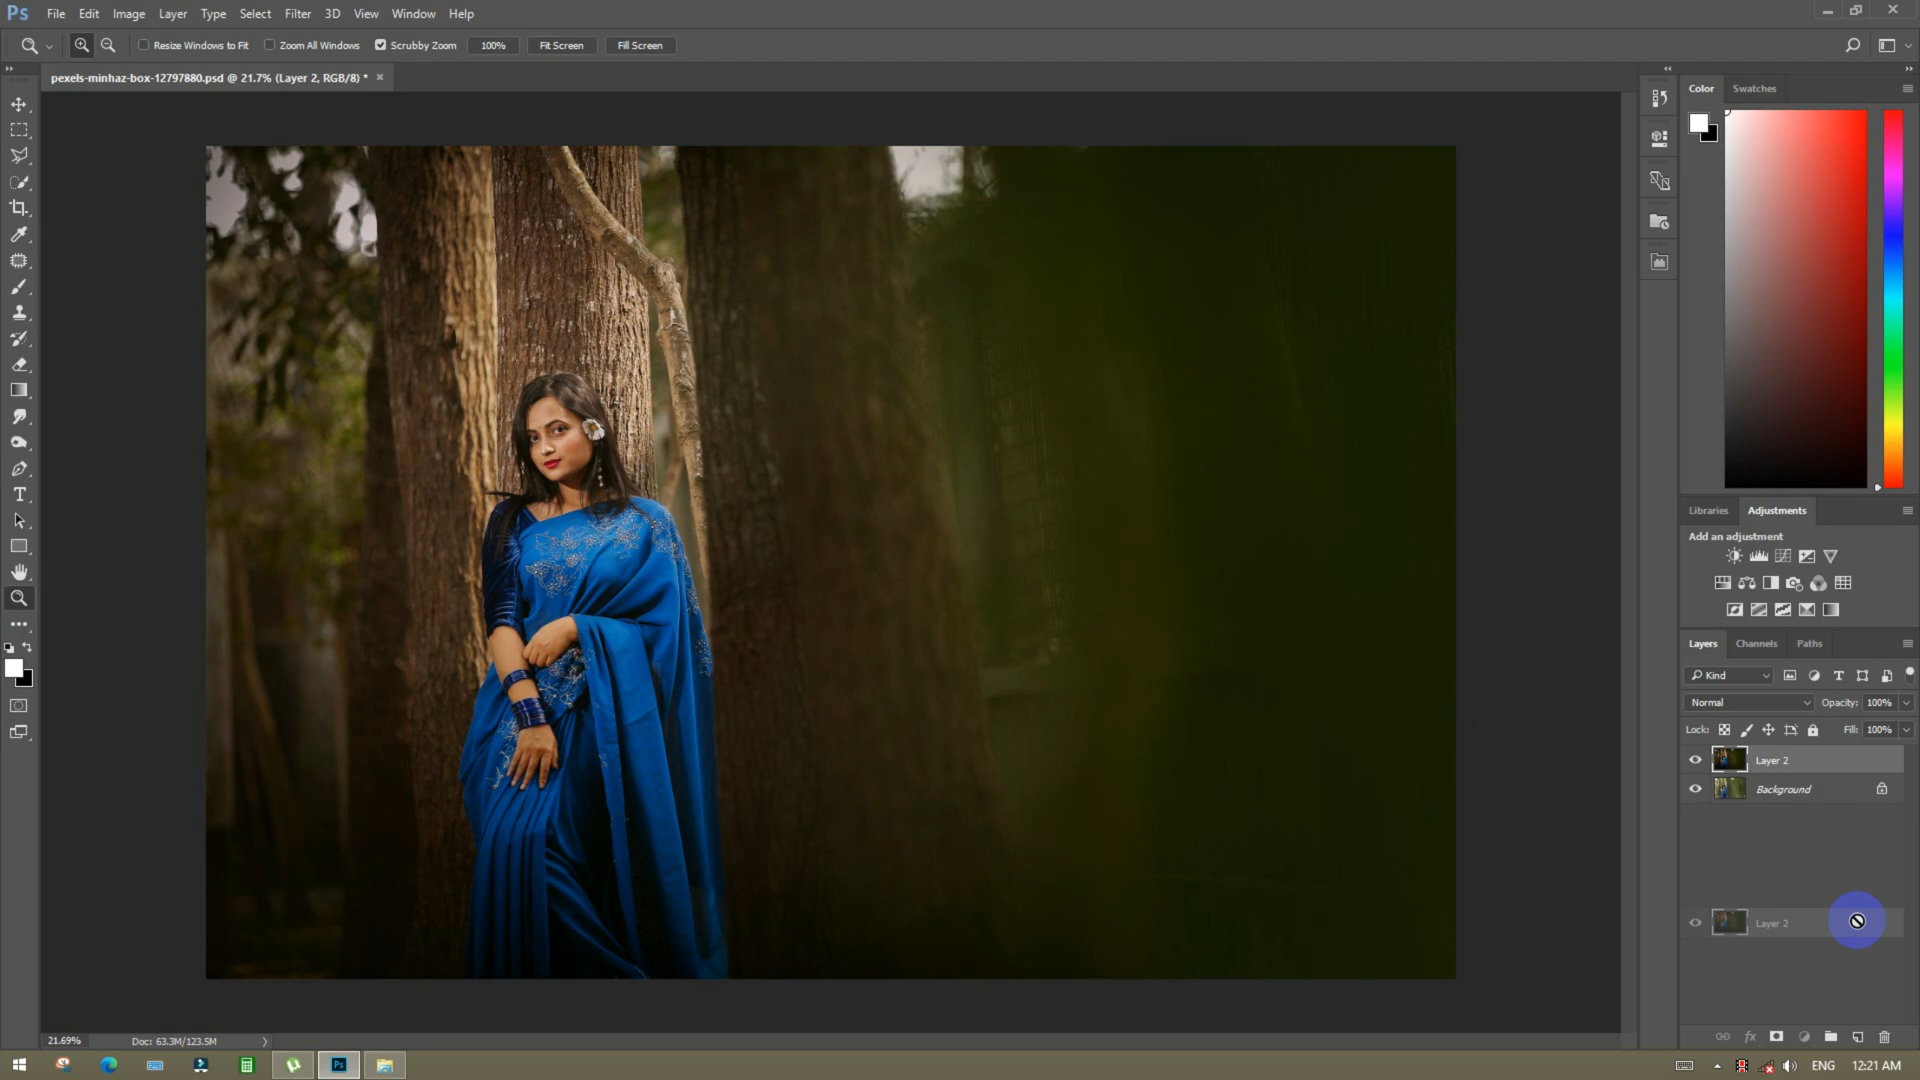 Ps File Edit Image Layer Type Select Filter 3D View Window Help
Resize Windows to Fit Zoom All Windows Scrubby Zoom 100% Fit Screen Fill Screen
pexels-minhaz-box-12797880.psd @ 21.7% (Layer 2, RGB/8) *
Color Swatches
Libraries Adjustments
Add an adjustment
Layers Channels Paths
Kind
Normal Opacity: 100%
Lock: Fill: 100%
Layer 2
Background
Layer 2
fx
21.69% Doc: 63.3M/123.5M
Ps ENG 12:21 AM